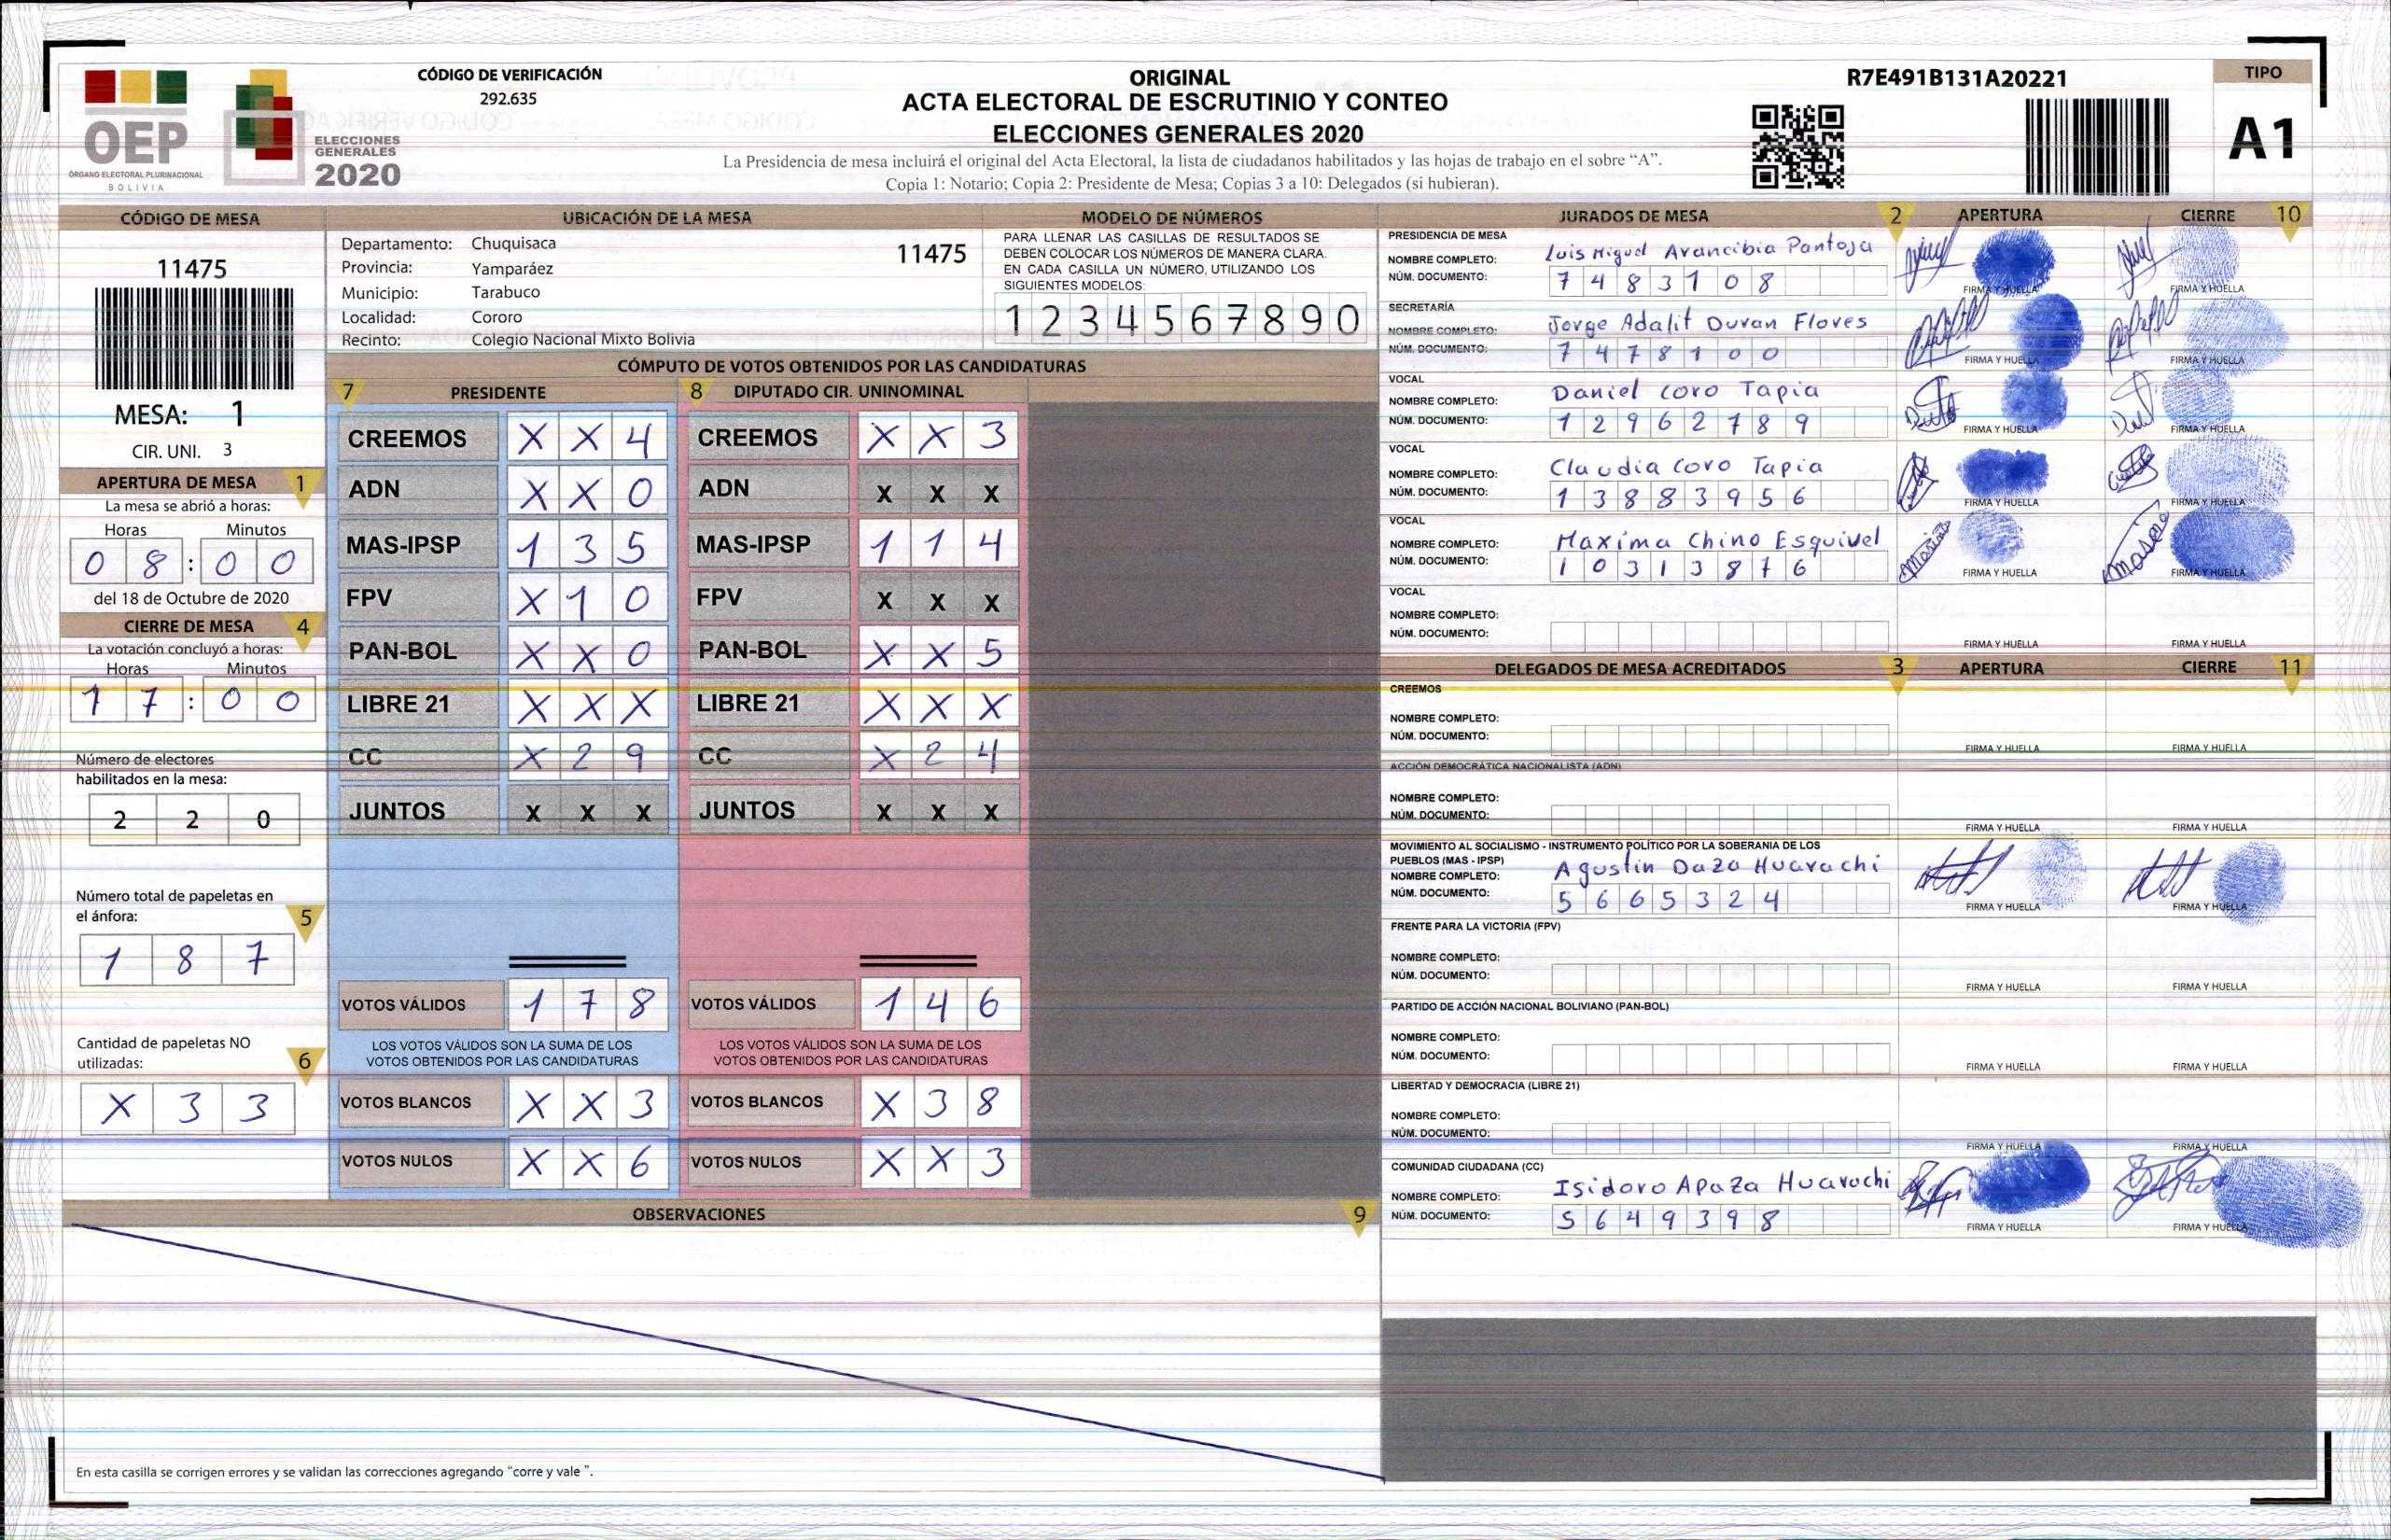 CÓDIGO DE VERIFICACIÓN
292.635
OEP
ÓRGANO ELECTORAL PLURINACIONAL
BOLIVIA
ELECCIONES
GENERALES
2020
ORIGINAL
ACTA ELECTORAL DE ESCRUTINIO Y CONTEO
ELECCIONES GENERALES 2020
La Presidencia de mesa incluirá el original del Acta Electoral, la lista de ciudadanos habilitados y las hojas de trabajo en el sobre “A”.
Copia 1: Notario; Copia 2: Presidente de Mesa; Copias 3 a 10: Delegados (si hubieran).
R7E491B131A20221
TIPO
A1
CÓDIGO DE MESA
11475
MESA: 1
CIR. UNI. 3
APERTURA DE MESA 1
La mesa se abrió a horas:
Horas Minutos
0 8 : 0 0
del 18 de Octubre de 2020
CIERRE DE MESA 4
La votación concluyó a horas:
Horas Minutos
1 7 : 0 0
Número de electores
habilitados en la mesa:
2 2 0
Número total de papeletas en
el ánfora: 5
1 8 7
Cantidad de papeletas NO
utilizadas: 6
X 3 3
UBICACIÓN DE LA MESA
Departamento: Chuquisaca 11475
Provincia: Yamparáez
Municipio: Tarabuco
Localidad: Cororo
Recinto: Colegio Nacional Mixto Bolivia
MODELO DE NÚMEROS
PARA LLENAR LAS CASILLAS DE RESULTADOS SE
DEBEN COLOCAR LOS NÚMEROS DE MANERA CLARA.
EN CADA CASILLA UN NÚMERO, UTILIZANDO LOS
SIGUIENTES MODELOS:
1 2 3 4 5 6 7 8 9 0
CÓMPUTO DE VOTOS OBTENIDOS POR LAS CANDIDATURAS
7 PRESIDENTE 8 DIPUTADO CIR. UNINOMINAL
CREEMOS X X 4 CREEMOS X X 3
ADN X X 0 ADN X X X
MAS-IPSP 1 3 5 MAS-IPSP 1 1 4
FPV X 1 0 FPV X X X
PAN-BOL X X 0 PAN-BOL X X 5
LIBRE 21 X X X LIBRE 21 X X X
CC X 2 9 CC X 2 4
JUNTOS X X X JUNTOS X X X
VOTOS VÁLIDOS 1 7 8 VOTOS VÁLIDOS 1 4 6
LOS VOTOS VÁLIDOS SON LA SUMA DE LOS LOS VOTOS VÁLIDOS SON LA SUMA DE LOS
VOTOS OBTENIDOS POR LAS CANDIDATURAS VOTOS OBTENIDOS POR LAS CANDIDATURAS
VOTOS BLANCOS X X 3 VOTOS BLANCOS X 3 8
VOTOS NULOS X X 6 VOTOS NULOS X X 3
OBSERVACIONES 9
En esta casilla se corrigen errores y se validan las correcciones agregando “corre y vale ”.
JURADOS DE MESA 2 APERTURA CIERRE 10
PRESIDENCIA DE MESA
NOMBRE COMPLETO: Luis Miguel Arancibia Pantoja
NÚM. DOCUMENTO: 7 4 8 3 1 0 8
FIRMA Y HUELLA FIRMA Y HUELLA
SECRETARÍA
NOMBRE COMPLETO: Jorge Adalit Duran Flores
NÚM. DOCUMENTO: 7 4 7 8 1 0 0
FIRMA Y HUELLA FIRMA Y HUELLA
VOCAL
NOMBRE COMPLETO: Daniel Coro Tapia
NÚM. DOCUMENTO: 1 2 9 6 2 7 8 9
FIRMA Y HUELLA FIRMA Y HUELLA
VOCAL
NOMBRE COMPLETO: Claudia Coro Tapia
NÚM. DOCUMENTO: 1 3 8 8 3 9 5 6
FIRMA Y HUELLA FIRMA Y HUELLA
VOCAL
NOMBRE COMPLETO: Maxíma Chino Esquivel
NÚM. DOCUMENTO: 1 0 3 1 3 8 7 6
FIRMA Y HUELLA FIRMA Y HUELLA
VOCAL
NOMBRE COMPLETO:
NÚM. DOCUMENTO:
FIRMA Y HUELLA FIRMA Y HUELLA
DELEGADOS DE MESA ACREDITADOS 3 APERTURA CIERRE 11
CREEMOS
NOMBRE COMPLETO:
NÚM. DOCUMENTO:
FIRMA Y HUELLA FIRMA Y HUELLA
ACCIÓN DEMOCRÁTICA NACIONALISTA (ADN)
NOMBRE COMPLETO:
NÚM. DOCUMENTO:
FIRMA Y HUELLA FIRMA Y HUELLA
MOVIMIENTO AL SOCIALISMO - INSTRUMENTO POLÍTICO POR LA SOBERANIA DE LOS
PUEBLOS (MAS - IPSP)
NOMBRE COMPLETO: Agustin Daza Huarachi
NÚM. DOCUMENTO: 5 6 6 5 3 2 4
FIRMA Y HUELLA FIRMA Y HUELLA
FRENTE PARA LA VICTORIA (FPV)
NOMBRE COMPLETO:
NÚM. DOCUMENTO:
FIRMA Y HUELLA FIRMA Y HUELLA
PARTIDO DE ACCIÓN NACIONAL BOLIVIANO (PAN-BOL)
NOMBRE COMPLETO:
NÚM. DOCUMENTO:
FIRMA Y HUELLA FIRMA Y HUELLA
LIBERTAD Y DEMOCRACIA (LIBRE 21)
NOMBRE COMPLETO:
NÚM. DOCUMENTO:
FIRMA Y HUELLA FIRMA Y HUELLA
COMUNIDAD CIUDADANA (CC)
NOMBRE COMPLETO: Isidoro Apaza Huarachi
NÚM. DOCUMENTO: 5 6 4 9 3 9 8
FIRMA Y HUELLA FIRMA Y HUELLA